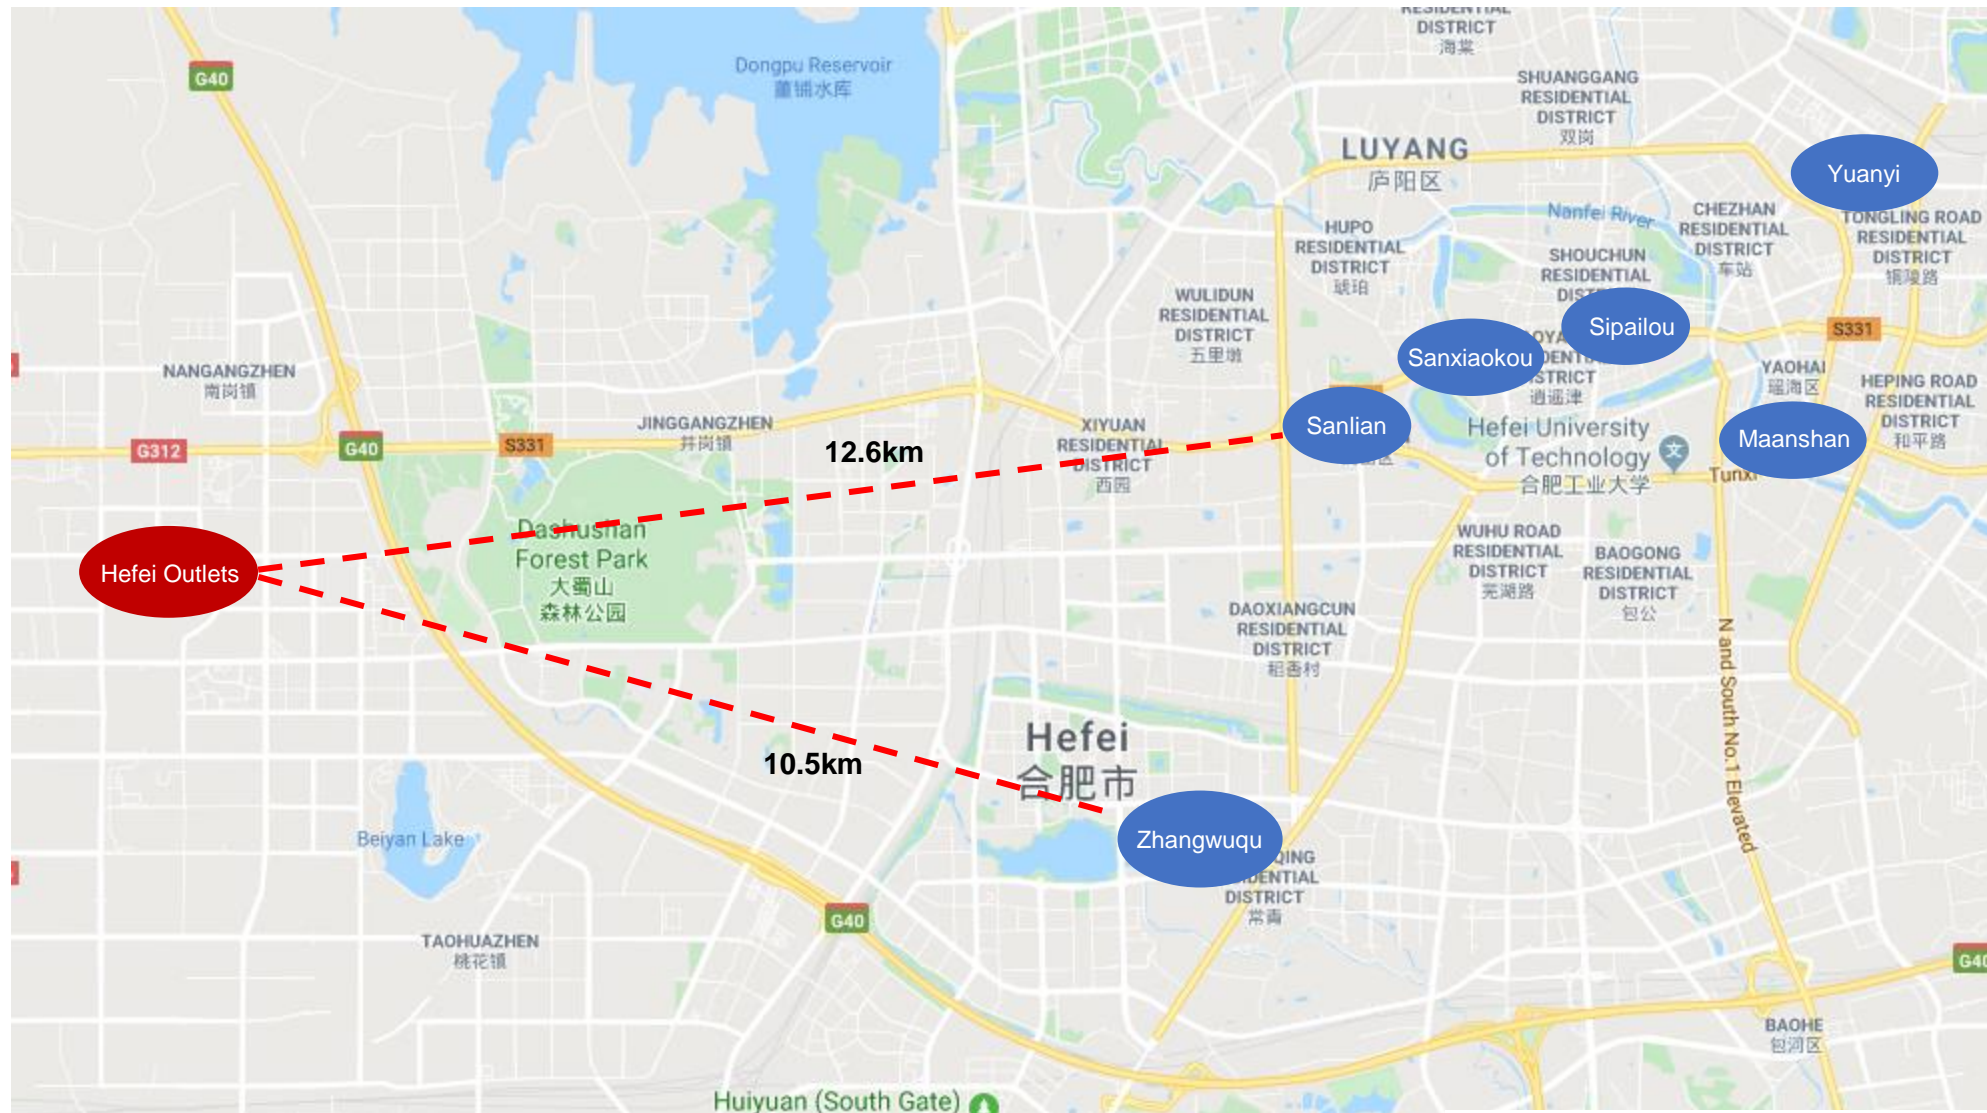 RESIDENTIAL
DISTRICT
海棠
G40
Dongpu Reservoir
董铺水库
SHUANGGANG
RESIDENTIAL
DISTRICT
双岗
LUYANG
庐阳区
Yuanyi
Nanfei River
CHEZHAN
RESIDENTIAL
DISTRICT
车站
TONGLING ROAD
RESIDENTIAL
DISTRICT
铜陵路
HUPO
RESIDENTIAL
DISTRICT
琥珀
SHOUCHUN
RESIDENTIAL
WULIDUN
RESIDENTIAL
DISTRICT
五里墩
Sipailou
S331
Sanxiaokou
逍遥津
NANGANGZHEN
南岗镇
YAOHAI
瑶海区
HEPING ROAD
RESIDENTIAL
DISTRICT
和平路
JINGGANGZHEN
井岗镇
XIYUAN
RESIDENTIAL
DISTRICT
西园
Sanlian
Hefei University
of Technology
合肥工业大学
Maanshan
G312
G40
S331
12.6km
Dashushan
Forest Park
大蜀山
森林公园
WUHU ROAD
RESIDENTIAL
DISTRICT
芜湖路
BAOGONG
RESIDENTIAL
DISTRICT
包公
Hefei Outlets
DAOXIANGCUN
RESIDENTIAL
DISTRICT
稻香村
N and South No.1 Elevated
Hefei
合肥市
10.5km
Beiyan Lake
Zhangwuqu
DISTRICT
常青
G40
TAOHUAZHEN
桃花镇
G40
BAOHE
包河区
Huiyuan (South Gate)